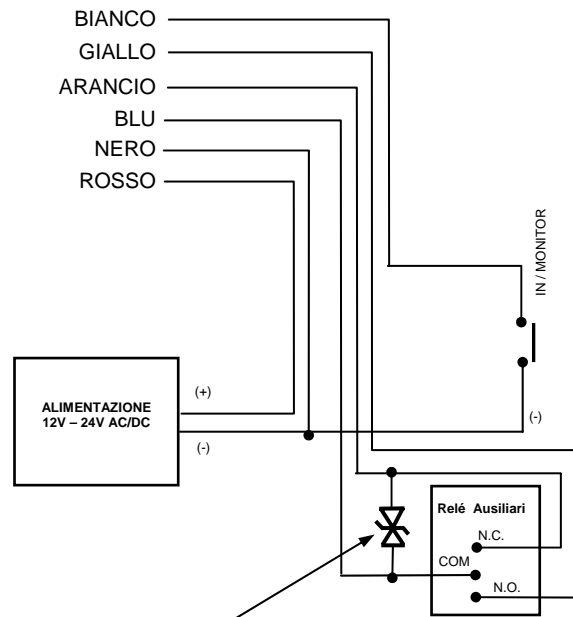 BIANCO
GIALLO
ARANCIO
BLU
NERO
ROSSO
IN / MONITOR
ALIMENTAZIONE
12V – 24V AC/DC
(+)
(-)
(-)
Relé Ausiliari
N.C.
COM
N.O.